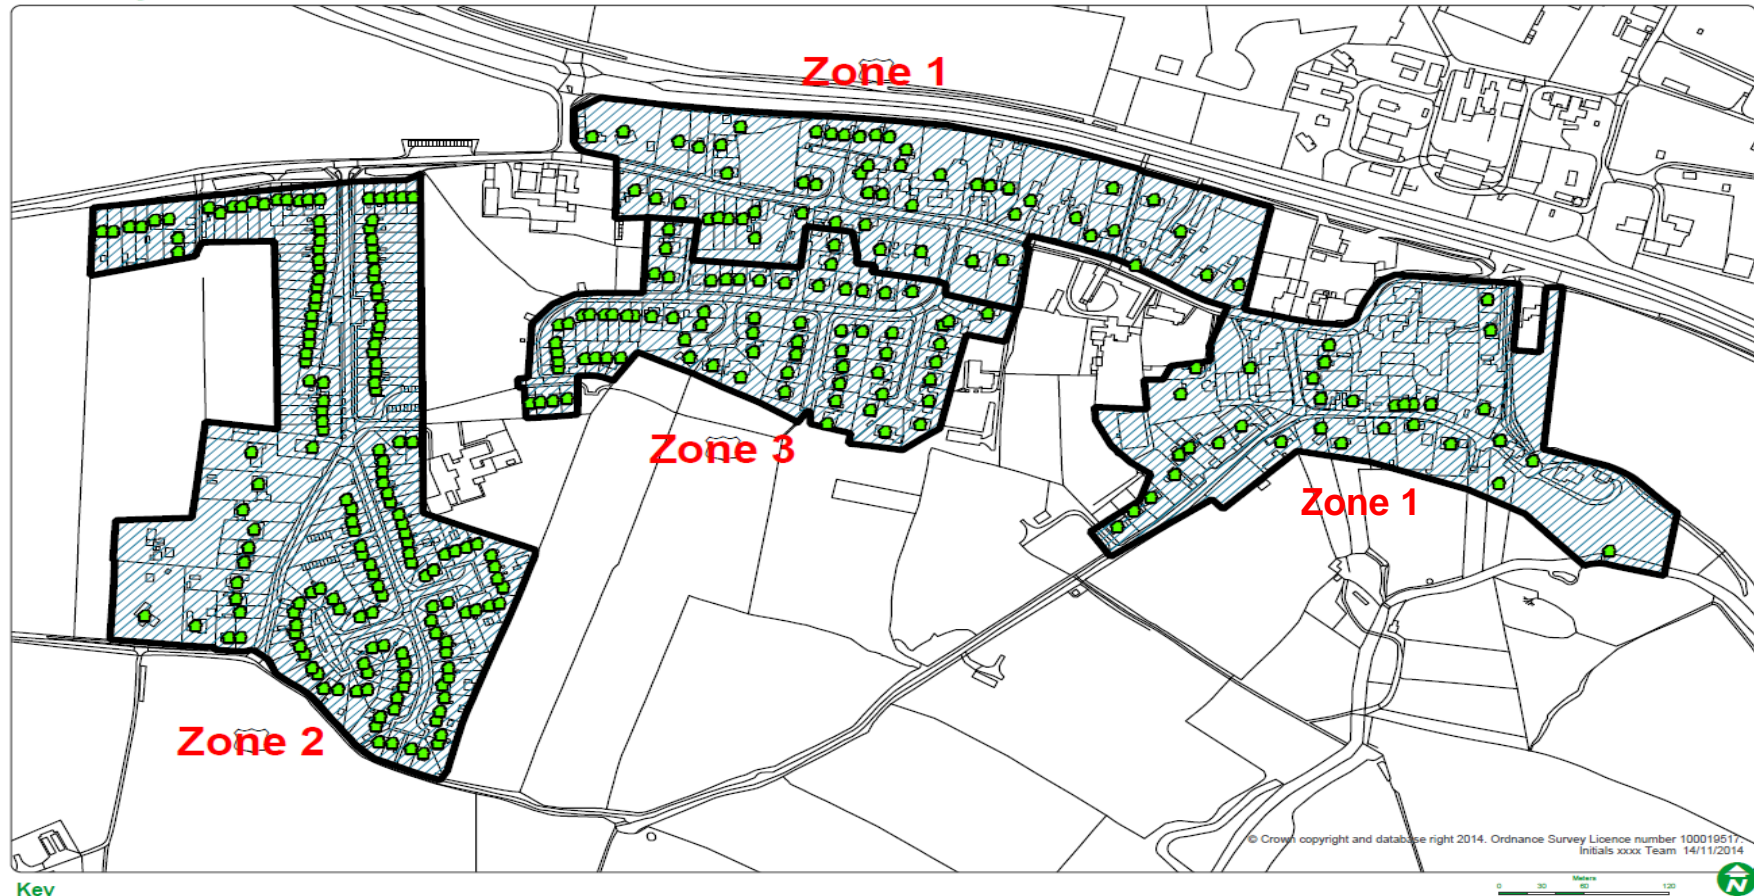 Zone 1
Zone 3
Zone 1
Zone 2
© Crown copyright and database right 2014. Ordnance Survey Licence number 100019517.
Initials xxxx Team 14/11/2014
Key
Meters
0 30 60 120
N